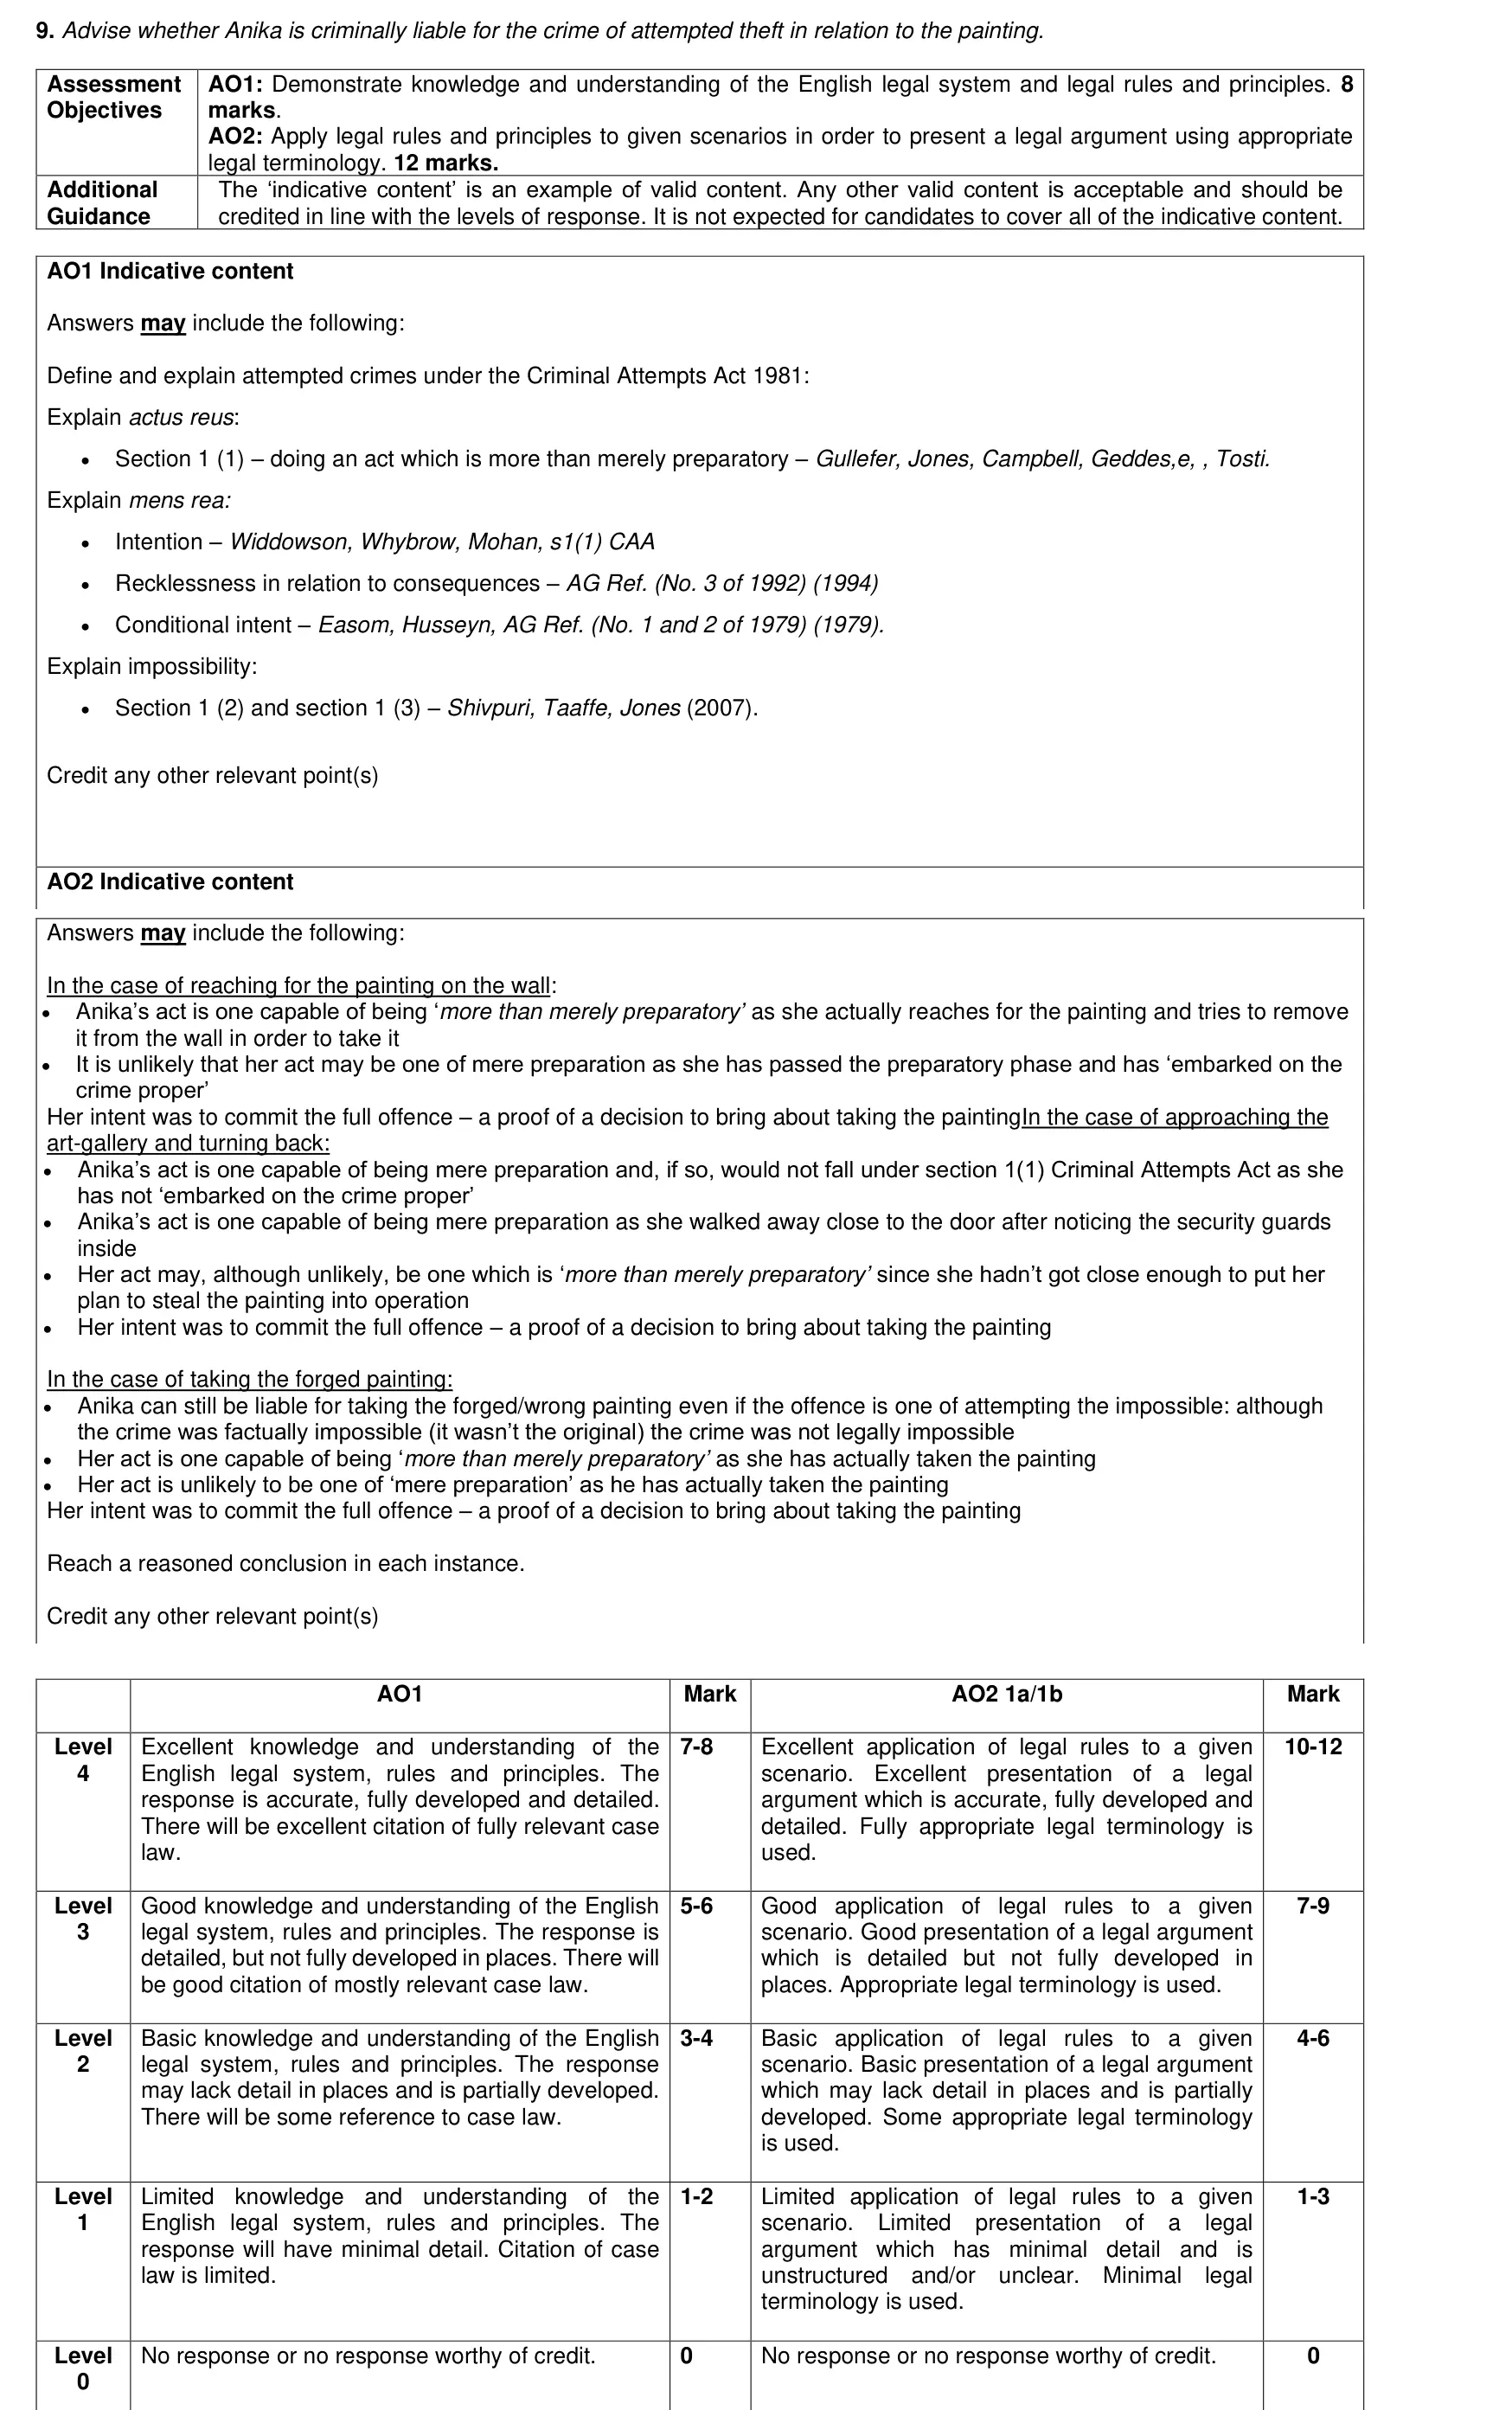 9. Advise whether Anika is criminally liable for the crime of attempted theft in relation to the painting.
Assessment Objectives
AO1: Demonstrate knowledge and understanding of the English legal system and legal rules and principles. 8
marks.
AO2: Apply legal rules and principles to given scenarios in order to present a legal argument using appropriate
legal terminology. 12 marks.
Additional Guidance
The ‘indicative content’ is an example of valid content. Any other valid content is acceptable and should be
credited in line with the levels of response. It is not expected for candidates to cover all of the indicative content.
AO1 Indicative content
Answers may include the following:
Define and explain attempted crimes under the Criminal Attempts Act 1981:
Explain actus reus:
• Section 1 (1) – doing an act which is more than merely preparatory – Gullefer, Jones, Campbell, Geddes,e, , Tosti.
Explain mens rea:
• Intention – Widdowson, Whybrow, Mohan, s1(1) CAA
• Recklessness in relation to consequences – AG Ref. (No. 3 of 1992) (1994)
• Conditional intent – Easom, Husseyn, AG Ref. (No. 1 and 2 of 1979) (1979).
Explain impossibility:
• Section 1 (2) and section 1 (3) – Shivpuri, Taaffe, Jones (2007).
Credit any other relevant point(s)
AO2 Indicative content
Answers may include the following:
In the case of reaching for the painting on the wall:
• Anika’s act is one capable of being ‘more than merely preparatory’ as she actually reaches for the painting and tries to remove
it from the wall in order to take it
• It is unlikely that her act may be one of mere preparation as she has passed the preparatory phase and has ‘embarked on the
crime proper’
Her intent was to commit the full offence – a proof of a decision to bring about taking the paintingIn the case of approaching the
art-gallery and turning back:
• Anika’s act is one capable of being mere preparation and, if so, would not fall under section 1(1) Criminal Attempts Act as she
has not ‘embarked on the crime proper’
• Anika’s act is one capable of being mere preparation as she walked away close to the door after noticing the security guards
inside
• Her act may, although unlikely, be one which is ‘more than merely preparatory’ since she hadn’t got close enough to put her
plan to steal the painting into operation
• Her intent was to commit the full offence – a proof of a decision to bring about taking the painting
In the case of taking the forged painting:
• Anika can still be liable for taking the forged/wrong painting even if the offence is one of attempting the impossible: although
the crime was factually impossible (it wasn’t the original) the crime was not legally impossible
• Her act is one capable of being ‘more than merely preparatory’ as she has actually taken the painting
• Her act is unlikely to be one of ‘mere preparation’ as he has actually taken the painting
Her intent was to commit the full offence – a proof of a decision to bring about taking the painting
Reach a reasoned conclusion in each instance.
Credit any other relevant point(s)
AO1 Mark AO2 1a/1b Mark
Level
4
Excellent knowledge and understanding of the
English legal system, rules and principles. The
response is accurate, fully developed and detailed.
There will be excellent citation of fully relevant case
law.
7-8
Excellent application of legal rules to a given
scenario. Excellent presentation of a legal
argument which is accurate, fully developed and
detailed. Fully appropriate legal terminology is
used.
10-12
Level
3
Good knowledge and understanding of the English
legal system, rules and principles. The response is
detailed, but not fully developed in places. There will
be good citation of mostly relevant case law.
5-6
Good application of legal rules to a given
scenario. Good presentation of a legal argument
which is detailed but not fully developed in
places. Appropriate legal terminology is used.
7-9
Level
2
Basic knowledge and understanding of the English
legal system, rules and principles. The response
may lack detail in places and is partially developed.
There will be some reference to case law.
3-4
Basic application of legal rules to a given
scenario. Basic presentation of a legal argument
which may lack detail in places and is partially
developed. Some appropriate legal terminology
is used.
4-6
Level
1
Limited knowledge and understanding of the
English legal system, rules and principles. The
response will have minimal detail. Citation of case
law is limited.
1-2
Limited application of legal rules to a given
scenario. Limited presentation of a legal
argument which has minimal detail and is
unstructured and/or unclear. Minimal legal
terminology is used.
1-3
Level
0
No response or no response worthy of credit.
0
No response or no response worthy of credit.
0